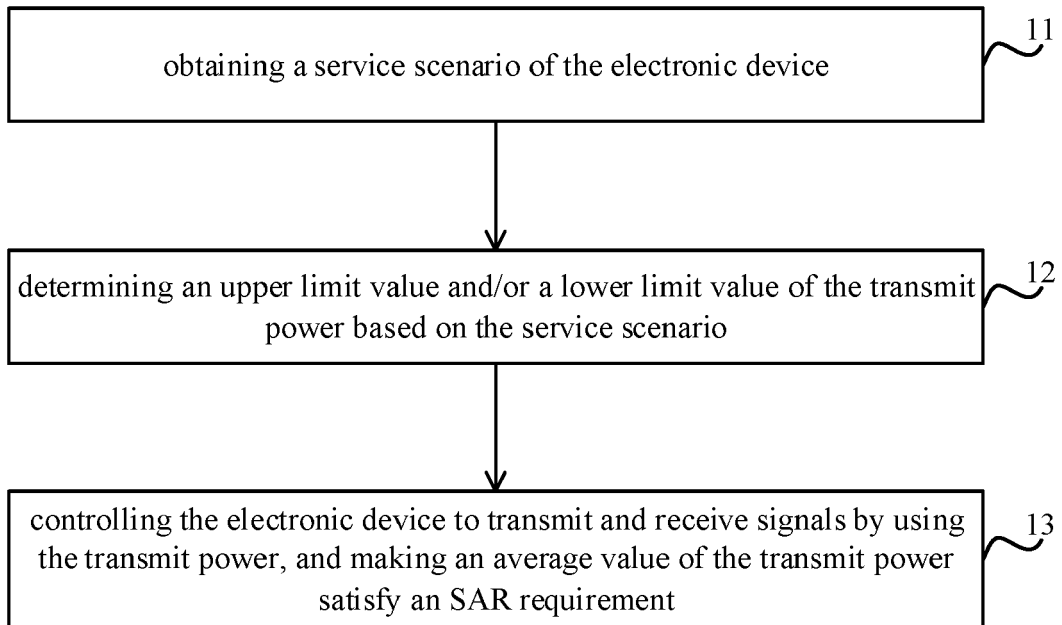 11
obtaining a service scenario of the electronic device
12
determining an upper limit value and/or a lower limit value of the transmit
power based on the service scenario
13
controlling the electronic device to transmit and receive signals by using
the transmit power, and making an average value of the transmit power
satisfy an SAR requirement